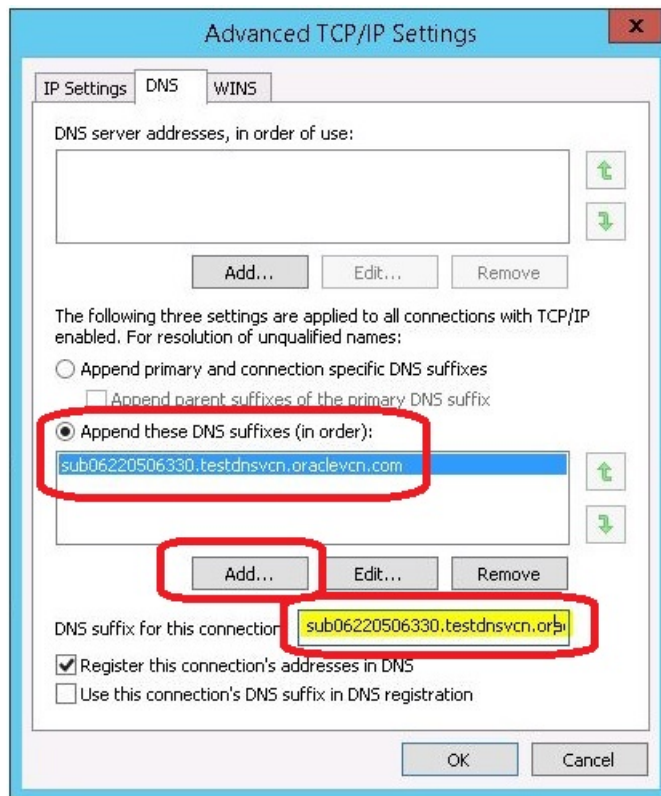 Advanced TCP/IP Settings
x
IP Settings DNS WINS
DNS server addresses, in order of use:
Add... Edit... Remove
The following three settings are applied to all connections with TCP/IP
enabled. For resolution of unqualified names:
Append primary and connection specific DNS suffixes
Append parent suffixes of the primary DNS suffix
Append these DNS suffixes (in order):
sub06220506330.testdnsvcn.oraclevcn.com
Add... Edit... Remove
DNS suffix for this connection
sub06220506330.testdnsvcn.
Register this connection's addresses in DNS
Use this connection's DNS suffix in DNS registration
OK Cancel